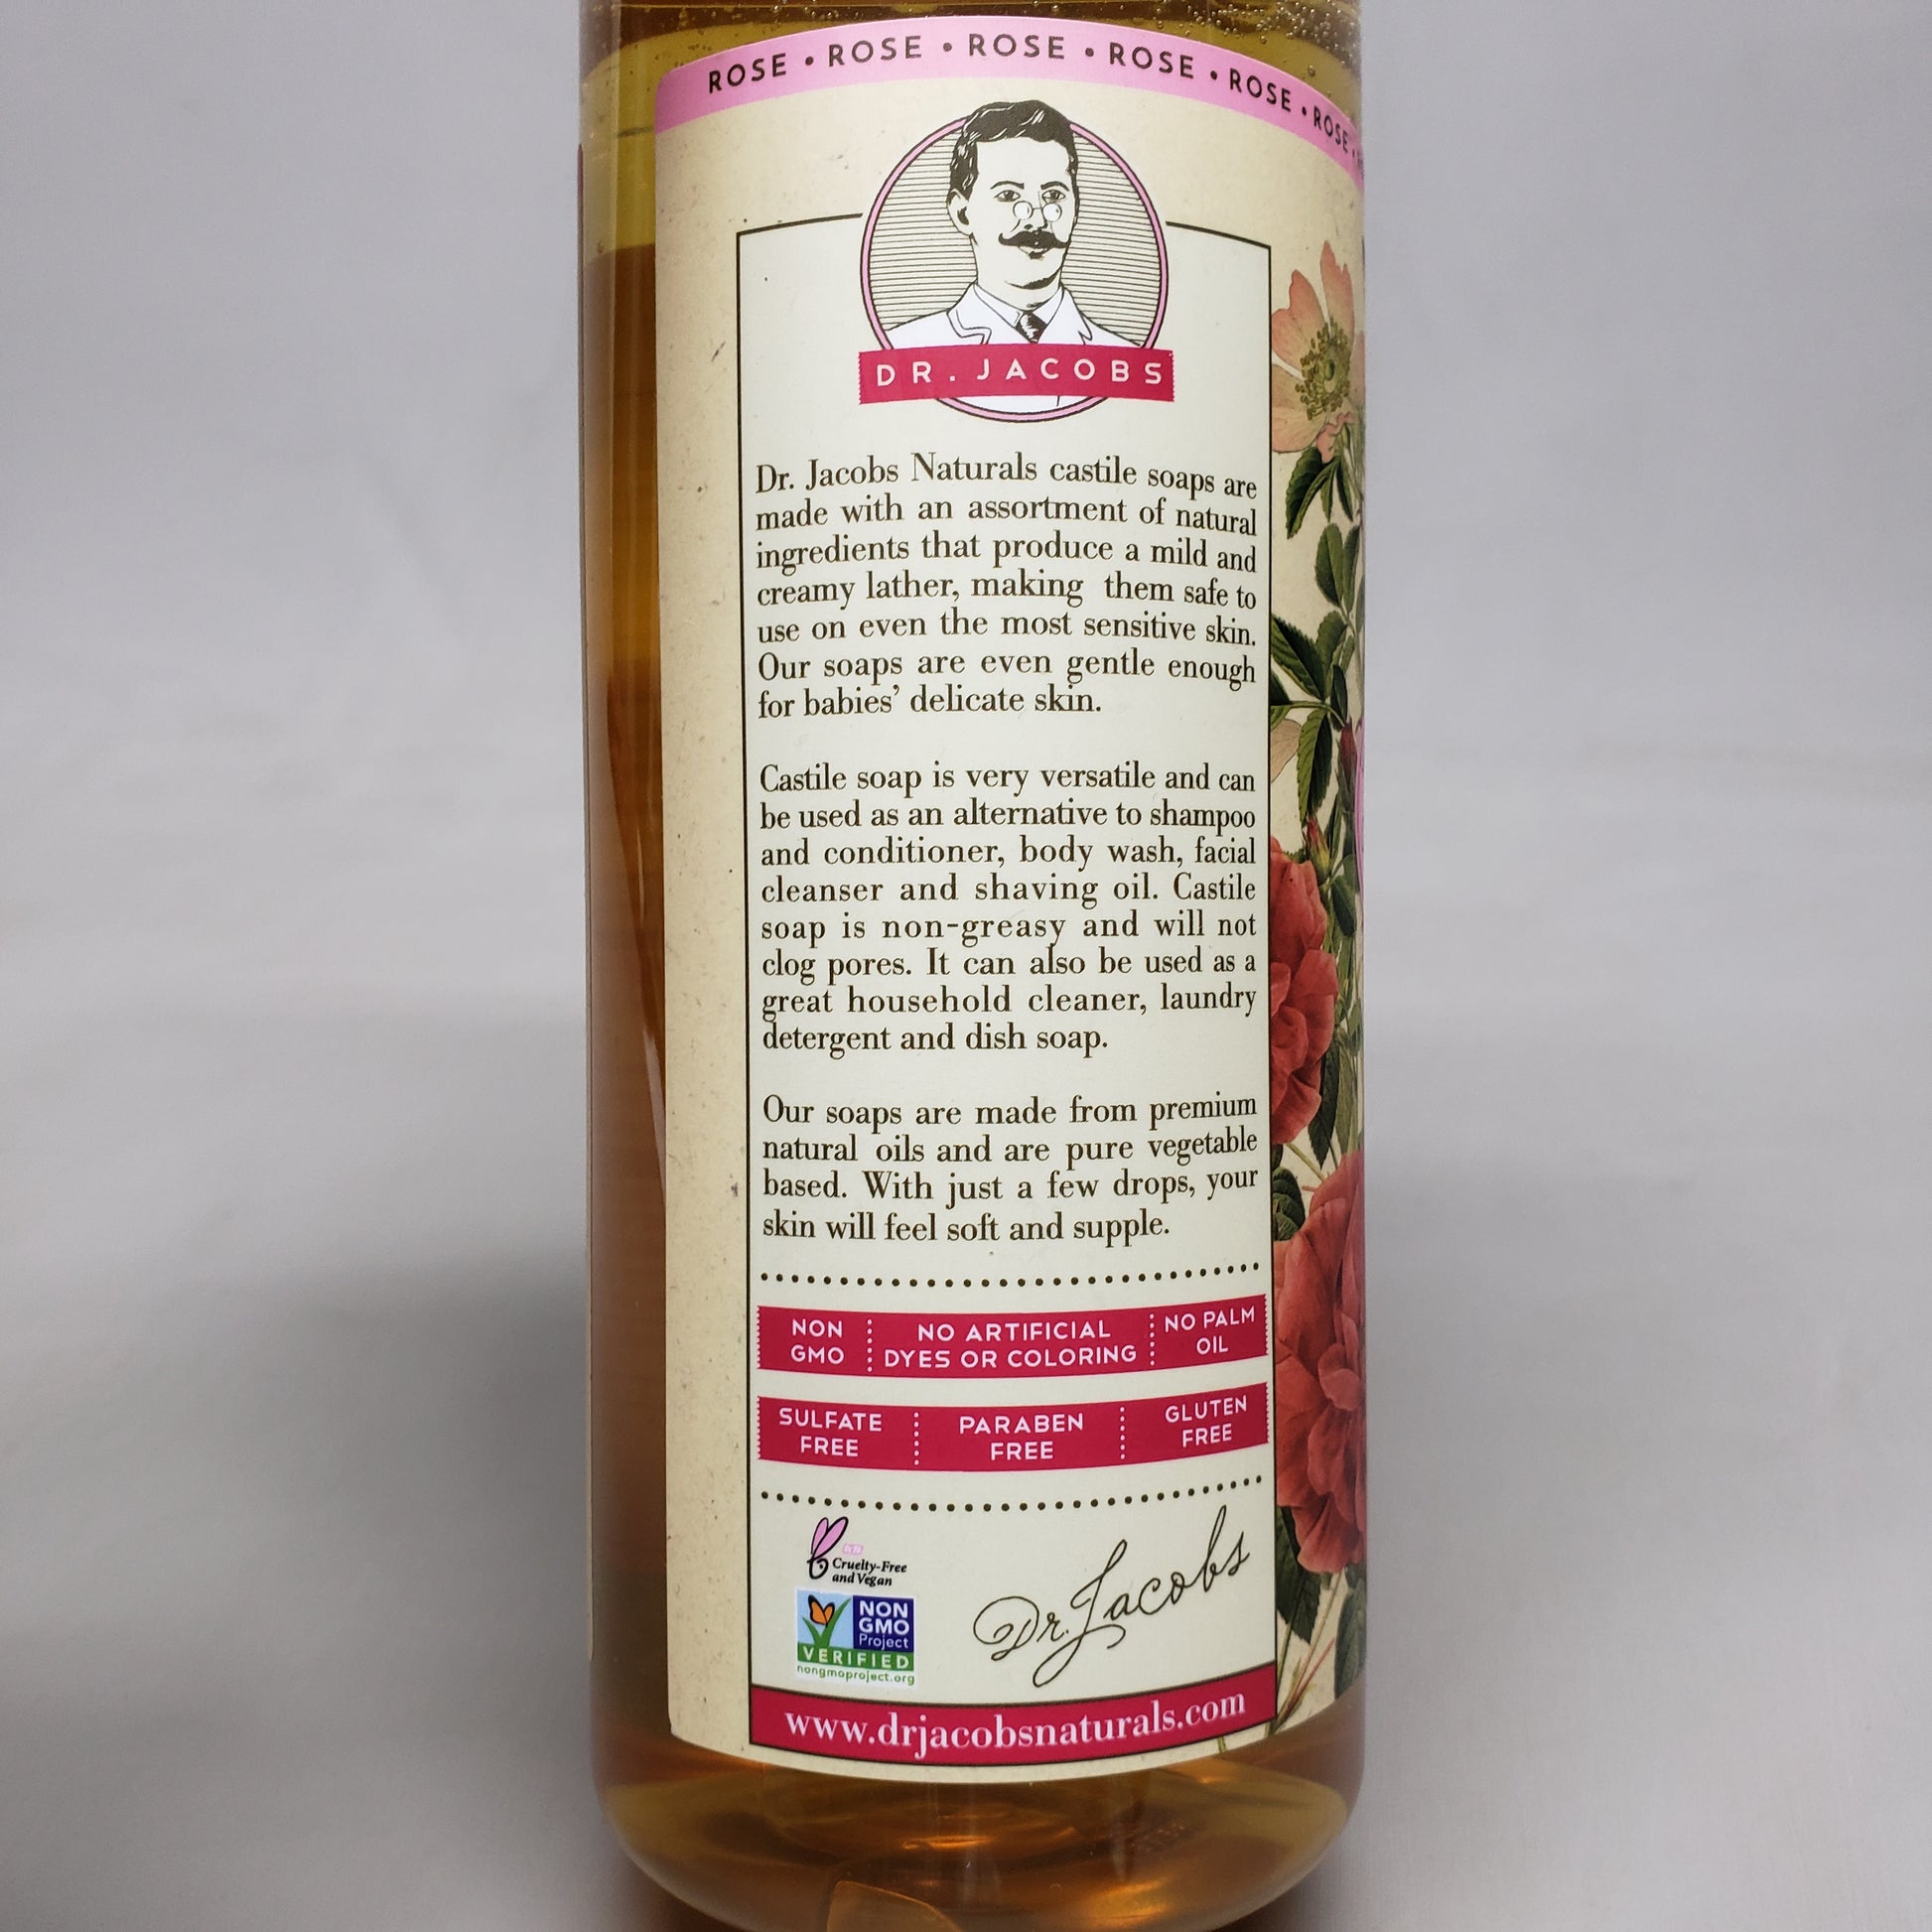 ROSE • ROSE • ROSE • ROSE • ROSE • ROSE •
DR. JACOBS
Dr. Jacobs Naturals castile soaps are
made with an assortment of natural
ingredients that produce a mild and
creamy lather, making them safe to
use on even the most sensitive skin.
Our soaps are even gentle enough
for babies’ delicate skin.
Castile soap is very versatile and can
be used as an alternative to shampoo
and conditioner, body wash, facial
cleanser and shaving oil. Castile
soap is non-greasy and will not
clog pores. It can also be used as a
great household cleaner, laundry
detergent and dish soap.
Our soaps are made from premium
natural oils and are pure vegetable
based. With just a few drops, your
skin will feel soft and supple.
NON GMO
NO ARTIFICIAL DYES OR COLORING
NO PALM OIL
SULFATE FREE
PARABEN FREE
GLUTEN FREE
Cruelty-Free
and Vegan
NON
GMO
Project
VERIFIED
nongmoproject.org
Dr. Jacobs
www.drjacobsnaturals.com